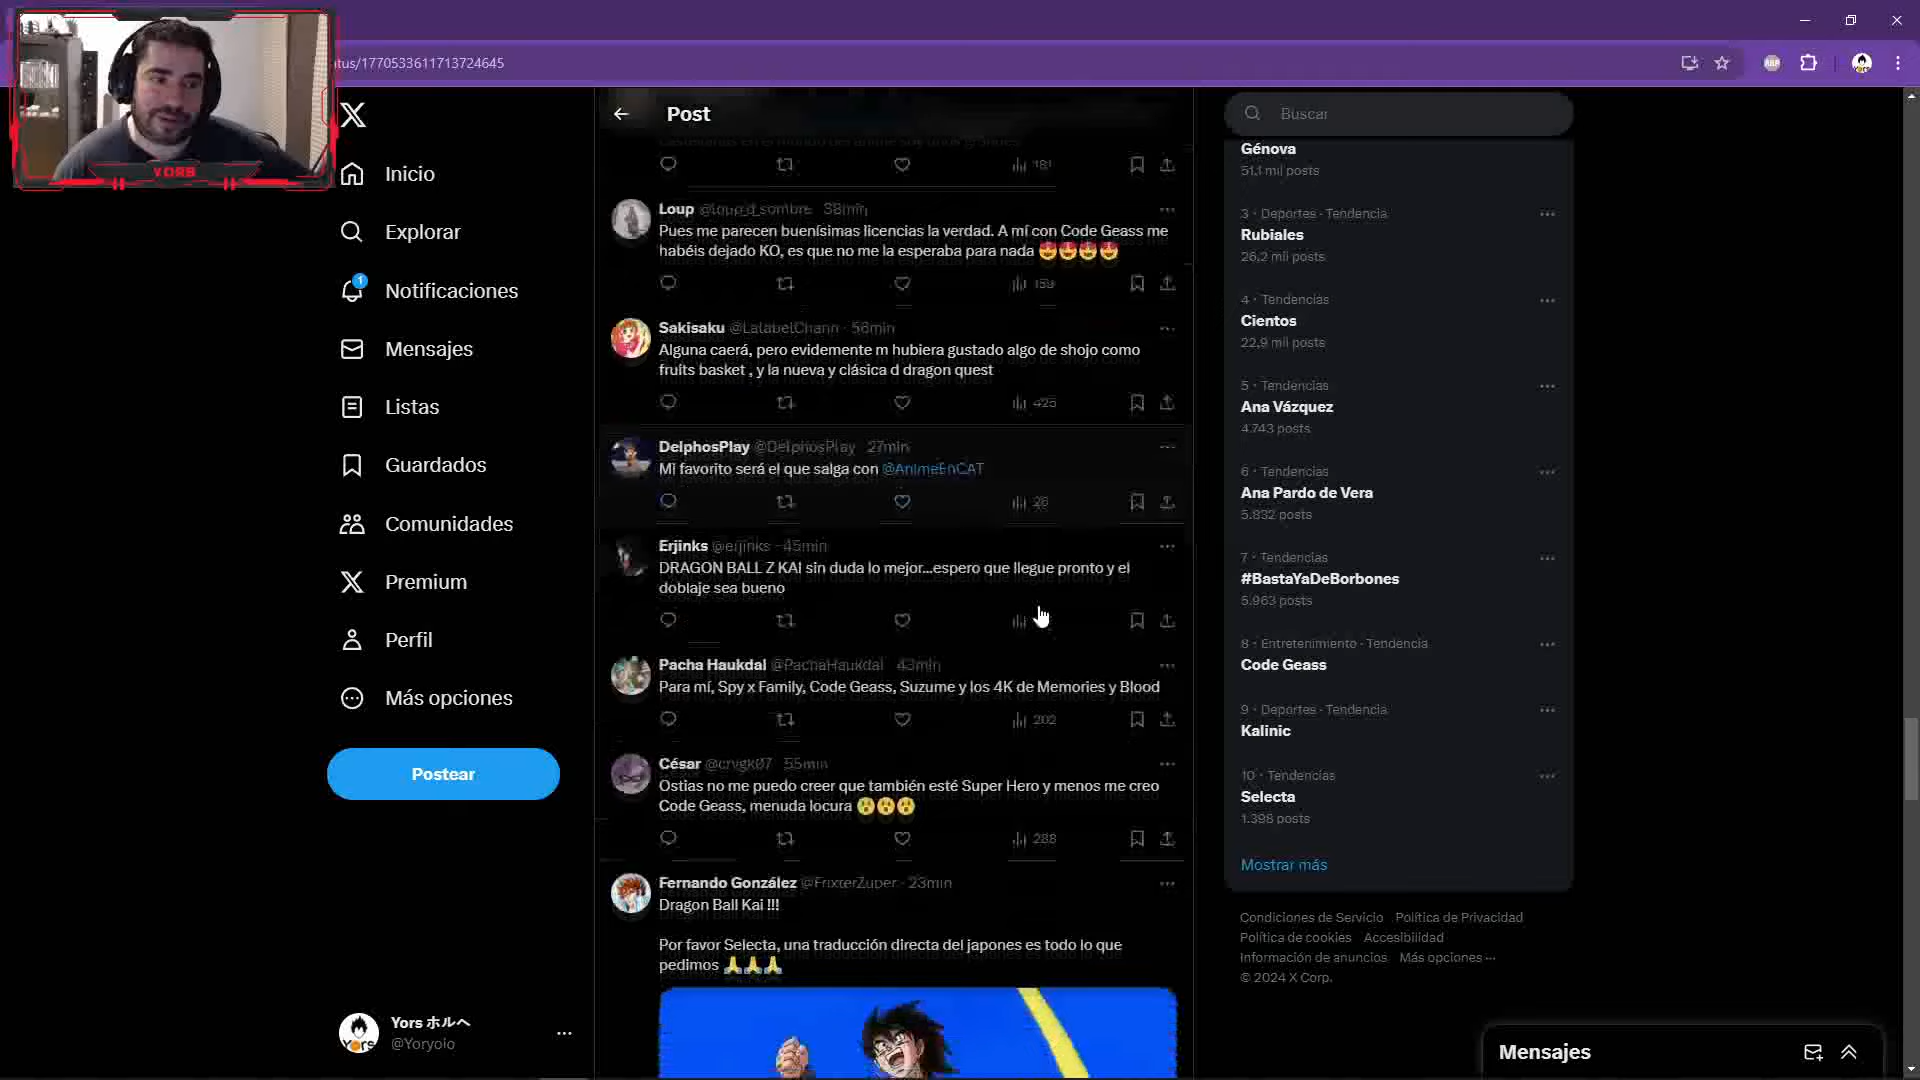 tus/1770533611713724645
YORB
Inicio
Explorar
1
Notificaciones
Mensajes
Listas
Guardados
Comunidades
Premium
Perfil
Más opciones
Postear
Yors ホルヘ
@Yoryolo
Post
181
Loup @loup_d_sombre · 38min
Pues me parecen buenísimas licencias la verdad. A mí con Code Geass me
habéis dejado KO, es que no me la esperaba para nada 😍😍😍😍
159
Sakisaku @LalabelChann · 56min
Alguna caerá, pero evidemente m hubiera gustado algo de shojo como
fruits basket , y la nueva y clásica d dragon quest
425
DelphosPlay @DelphosPlay · 27min
Mi favorito será el que salga con @AnimeEnCAT
26
Erjinks @erjinks · 45min
DRAGON BALL Z KAI sin duda lo mejor...espero que llegue pronto y el
doblaje sea bueno
Pacha Haukdal @PachaHaukdal · 43min
Para mí, Spy x Family, Code Geass, Suzume y los 4K de Memories y Blood
202
César @crvgk07 · 55min
Ostias no me puedo creer que también esté Super Hero y menos me creo
Code Geass, menuda locura 😲😲😲
288
Fernando González @FrixterZuper · 23min
Dragon Ball Kai !!!
Por favor Selecta, una traducción directa del japones es todo lo que
pedimos 🙏🙏🙏
Buscar
Génova
51,1 mil posts
3 · Deportes · Tendencia
Rubiales
26,2 mil posts
4 · Tendencias
Cientos
22,9 mil posts
5 · Tendencias
Ana Vázquez
4.743 posts
6 · Tendencias
Ana Pardo de Vera
5.832 posts
7 · Tendencias
#BastaYaDeBorbones
5.963 posts
8 · Entretenimiento · Tendencia
Code Geass
9 · Deportes · Tendencia
Kalinic
10 · Tendencias
Selecta
1.398 posts
Mostrar más
Condiciones de Servicio Política de Privacidad
Política de cookies Accesibilidad
Información de anuncios Más opciones ···
© 2024 X Corp.
Mensajes